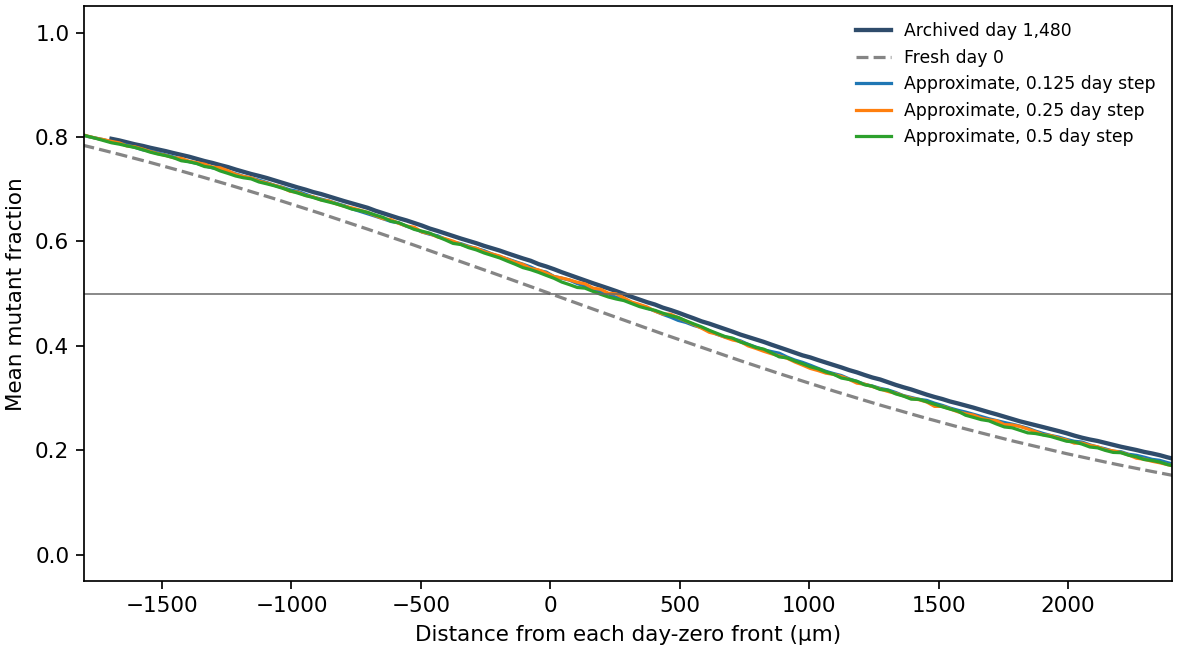 1.0
0.8
0.6
0.4
0.2
0.0
Mean mutant fraction
Archived day 1,480
Fresh day 0
Approximate, 0.125 day step
Approximate, 0.25 day step
Approximate, 0.5 day step
−1500 −1000 −500 0 500 1000 1500 2000
Distance from each day-zero front (µm)